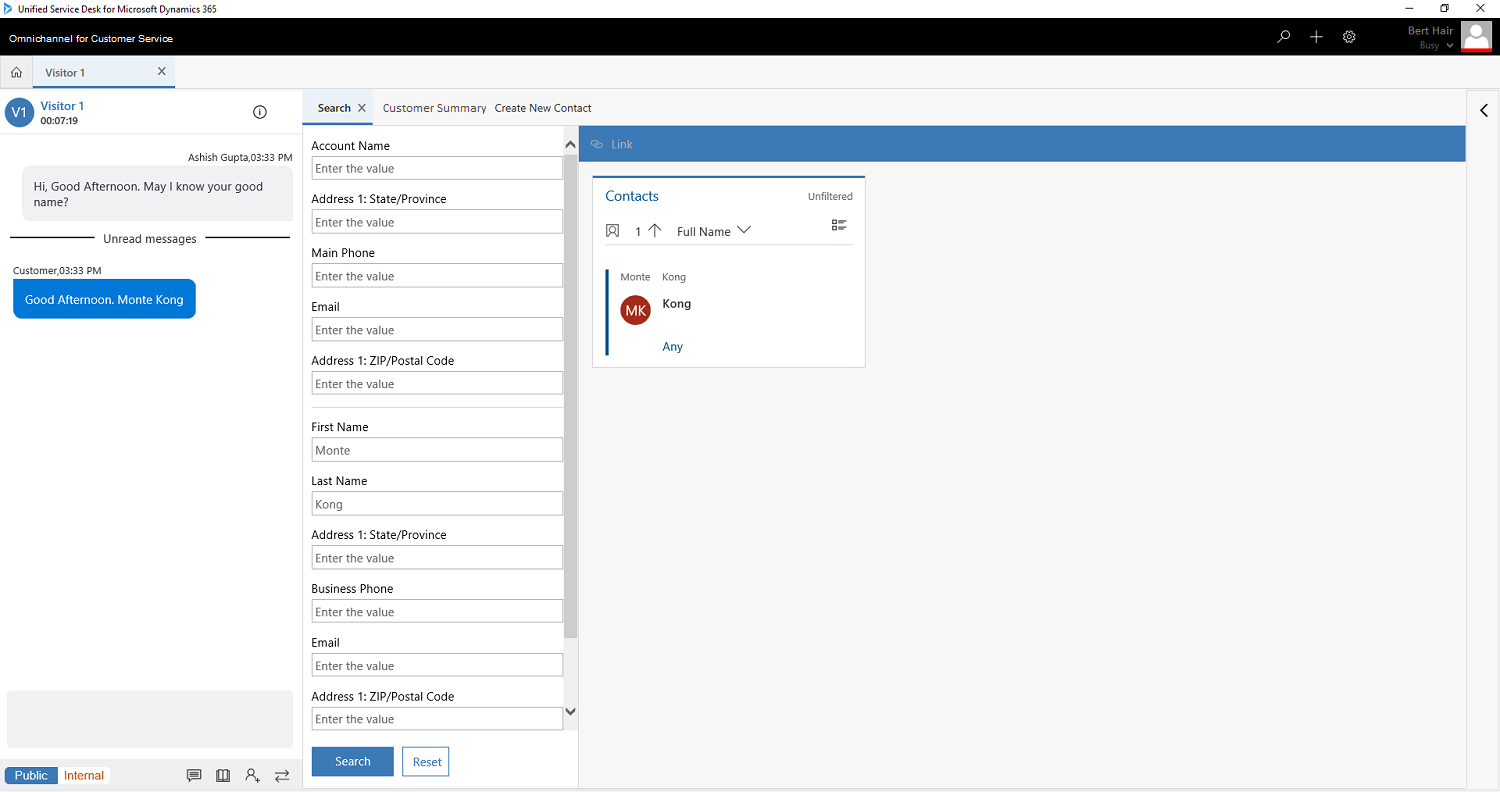 Unified Service Desk for Microsoft Dynamics 365
Omnichannel for Customer Service
Bert Hair
Busy
Visitor 1
V1
Visitor 1
00:07:19
Ashish Gupta,03:33 PM
Hi, Good Afternoon. May I know your good
name?
Unread messages
Customer,03:33 PM
Good Afternoon. Monte Kong
Public
Internal
Search
Customer Summary
Create New Contact
Account Name
Enter the value
Address 1: State/Province
Enter the value
Main Phone
Enter the value
Email
Enter the value
Address 1: ZIP/Postal Code
Enter the value
First Name
Monte
Last Name
Kong
Address 1: State/Province
Enter the value
Business Phone
Enter the value
Email
Enter the value
Address 1: ZIP/Postal Code
Enter the value
Search
Reset
Link
Contacts
Unfiltered
1
Full Name
Monte Kong
MK
Kong
Any